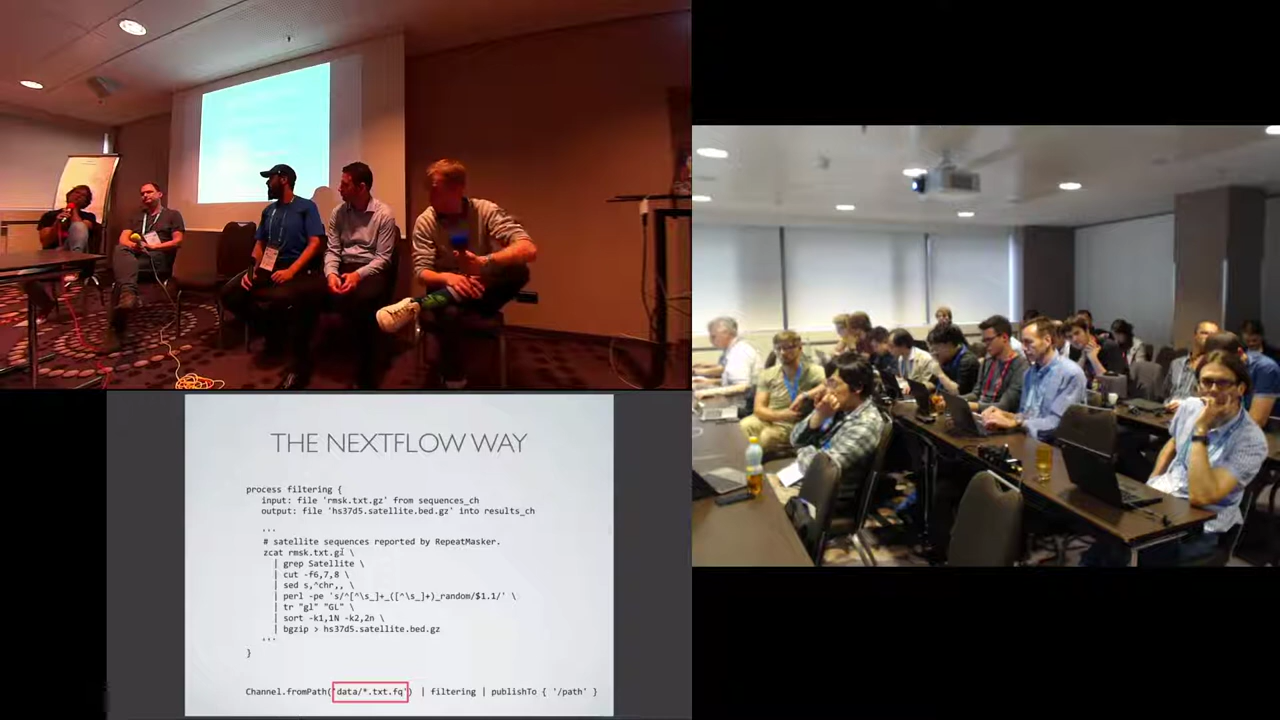 THE NEXTFLOW WAY
process filtering {
input: file 'rmsk.txt.gz' from sequences_ch
output: file 'hs37d5.satellite.bed.gz' into results_ch
'''
# satellite sequences reported by RepeatMasker.
zcat rmsk.txt.gz \
| grep Satellite \
| cut -f6,7,8 \
| sed s,^chr,, \
| perl -pe 's/^[^\s_]+_([^\s_]+)_random/$1.1/' \
| tr "gl" "GL" \
| sort -k1,1N -k2,2n \
| bgzip > hs37d5.satellite.bed.gz
'''
}
Channel.fromPath('data/*.txt.fq') | filtering | publishTo { '/path' }